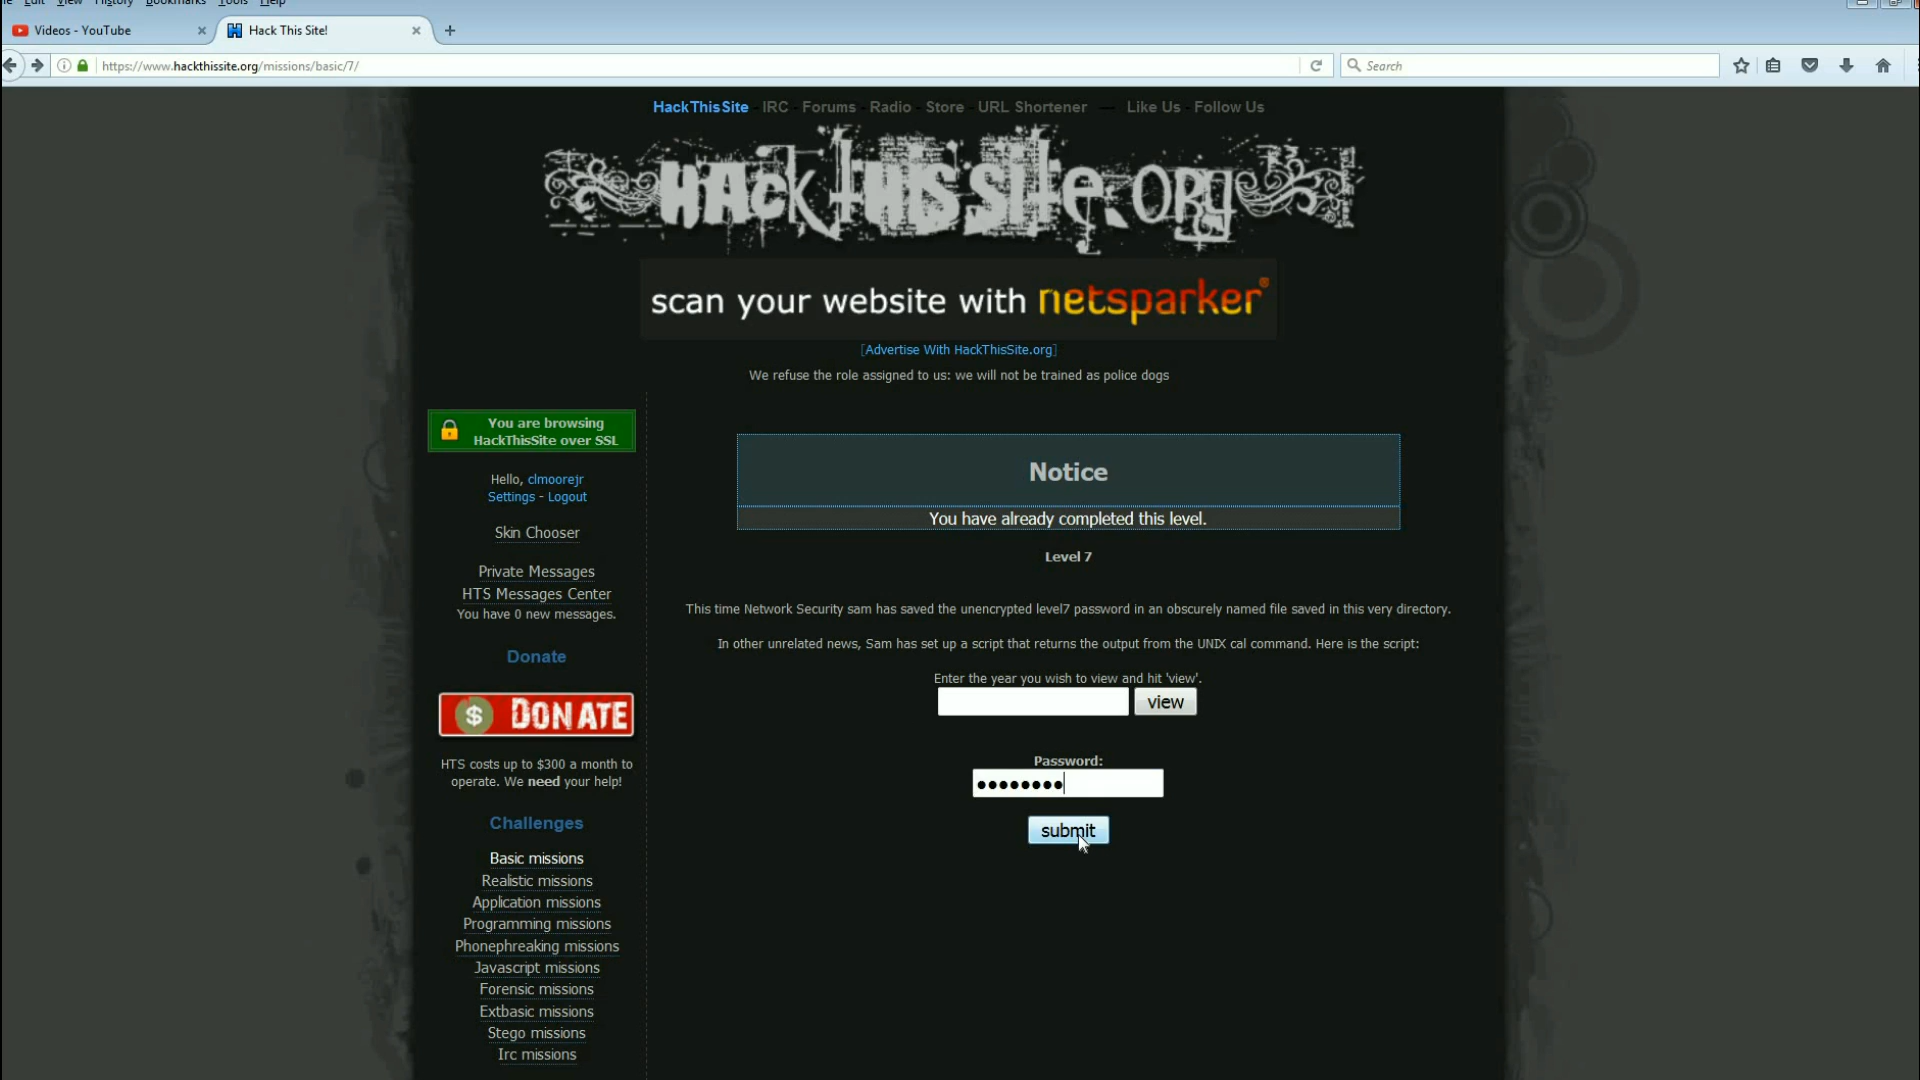 Edit View History Bookmarks Tools Help
Videos - YouTube
Hack This Site!
https://www.hackthissite.org/missions/basic/7/
Search
HackThisSite - IRC - Forums - Radio - Store - URL Shortener — Like Us - Follow Us
HACK THIS SITE.ORG
scan your website with netsparker®
[Advertise With HackThisSite.org]
We refuse the role assigned to us: we will not be trained as police dogs
You are browsing
HackThisSite over SSL
Hello, clmoorejr
Settings - Logout
Skin Chooser
Private Messages
HTS Messages Center
You have 0 new messages.
Donate
$ DONATE
HTS costs up to $300 a month to
operate. We need your help!
Challenges
Basic missions
Realistic missions
Application missions
Programming missions
Phonephreaking missions
Javascript missions
Forensic missions
Extbasic missions
Stego missions
Irc missions
Notice
You have already completed this level.
Level 7
This time Network Security sam has saved the unencrypted level7 password in an obscurely named file saved in this very directory.
In other unrelated news, Sam has set up a script that returns the output from the UNIX cal command. Here is the script:
Enter the year you wish to view and hit 'view'.
view
Password:
●●●●●●●●
submit